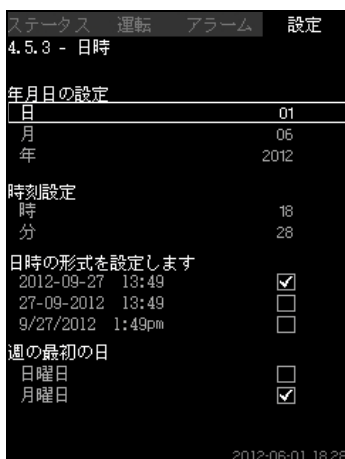 ステータス 運転 アラーム 設定
4.5.3 - 日時
年月日の設定
日 01
月 06
年 2012
時刻設定
時 18
分 28
日時の形式を設定します
2012-09-27 13:49
27-09-2012 13:49
9/27/2012 1:49pm
週の最初の日
日曜日
月曜日
2012-06-01 18:28